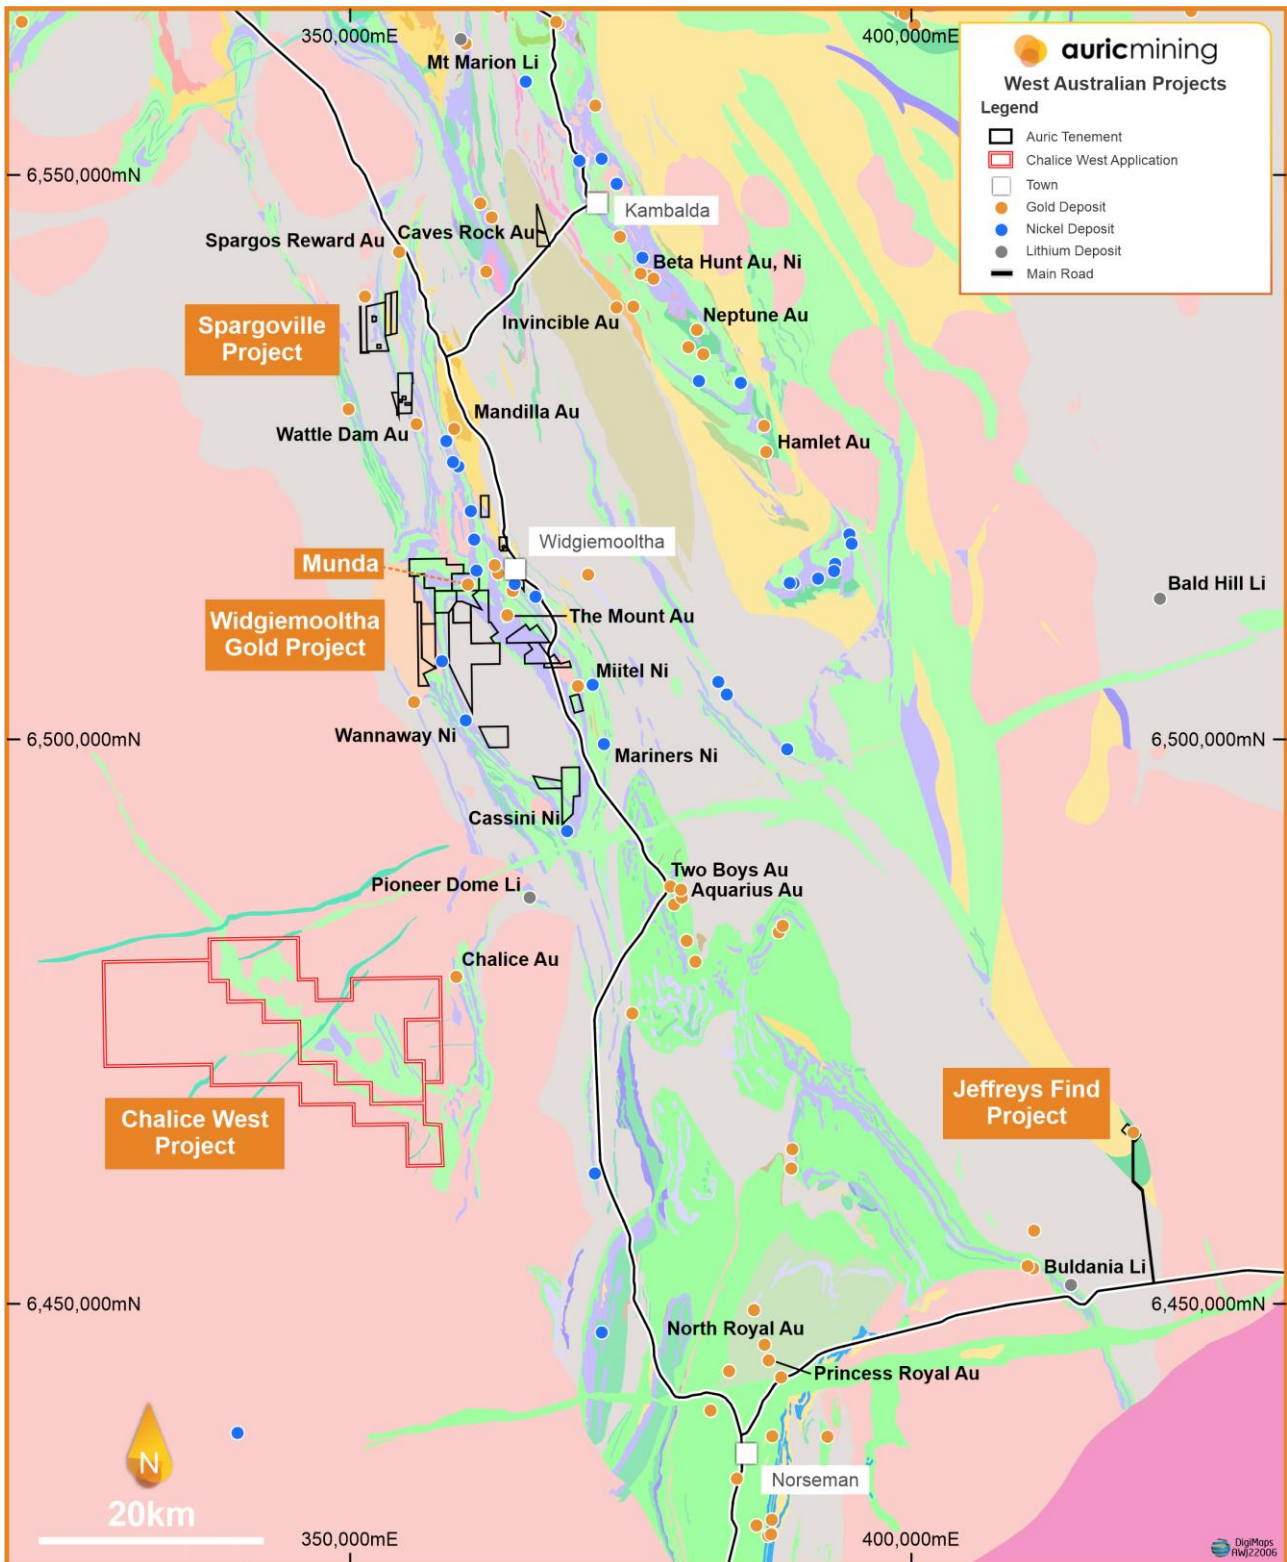 350,000mE
400,000mE
auricmining
West Australian Projects
Legend
Auric Tenement
Chalice West Application
Town
Gold Deposit
Nickel Deposit
Lithium Deposit
Main Road
Mt Marion Li
6,550,000mN
Kambalda
Caves Rock Au
Spargos Reward Au
Beta Hunt Au, Ni
Spargoville
Project
Invincible Au
Neptune Au
Mandilla Au
Wattle Dam Au
Hamlet Au
Widgiemooltha
Munda
Bald Hill Li
Widgiemooltha
Gold Project
The Mount Au
Miitel Ni
Wannaway Ni
6,500,000mN
6,500,000mN
Mariners Ni
Cassini Ni
Two Boys Au
Pioneer Dome Li
Aquarius Au
Chalice Au
Jeffreys Find
Project
Chalice West
Project
Buldania Li
6,450,000mN
6,450,000mN
North Royal Au
Princess Royal Au
N
Norseman
20km
350,000mE
400,000mE
DigiMaps
AWJ22006